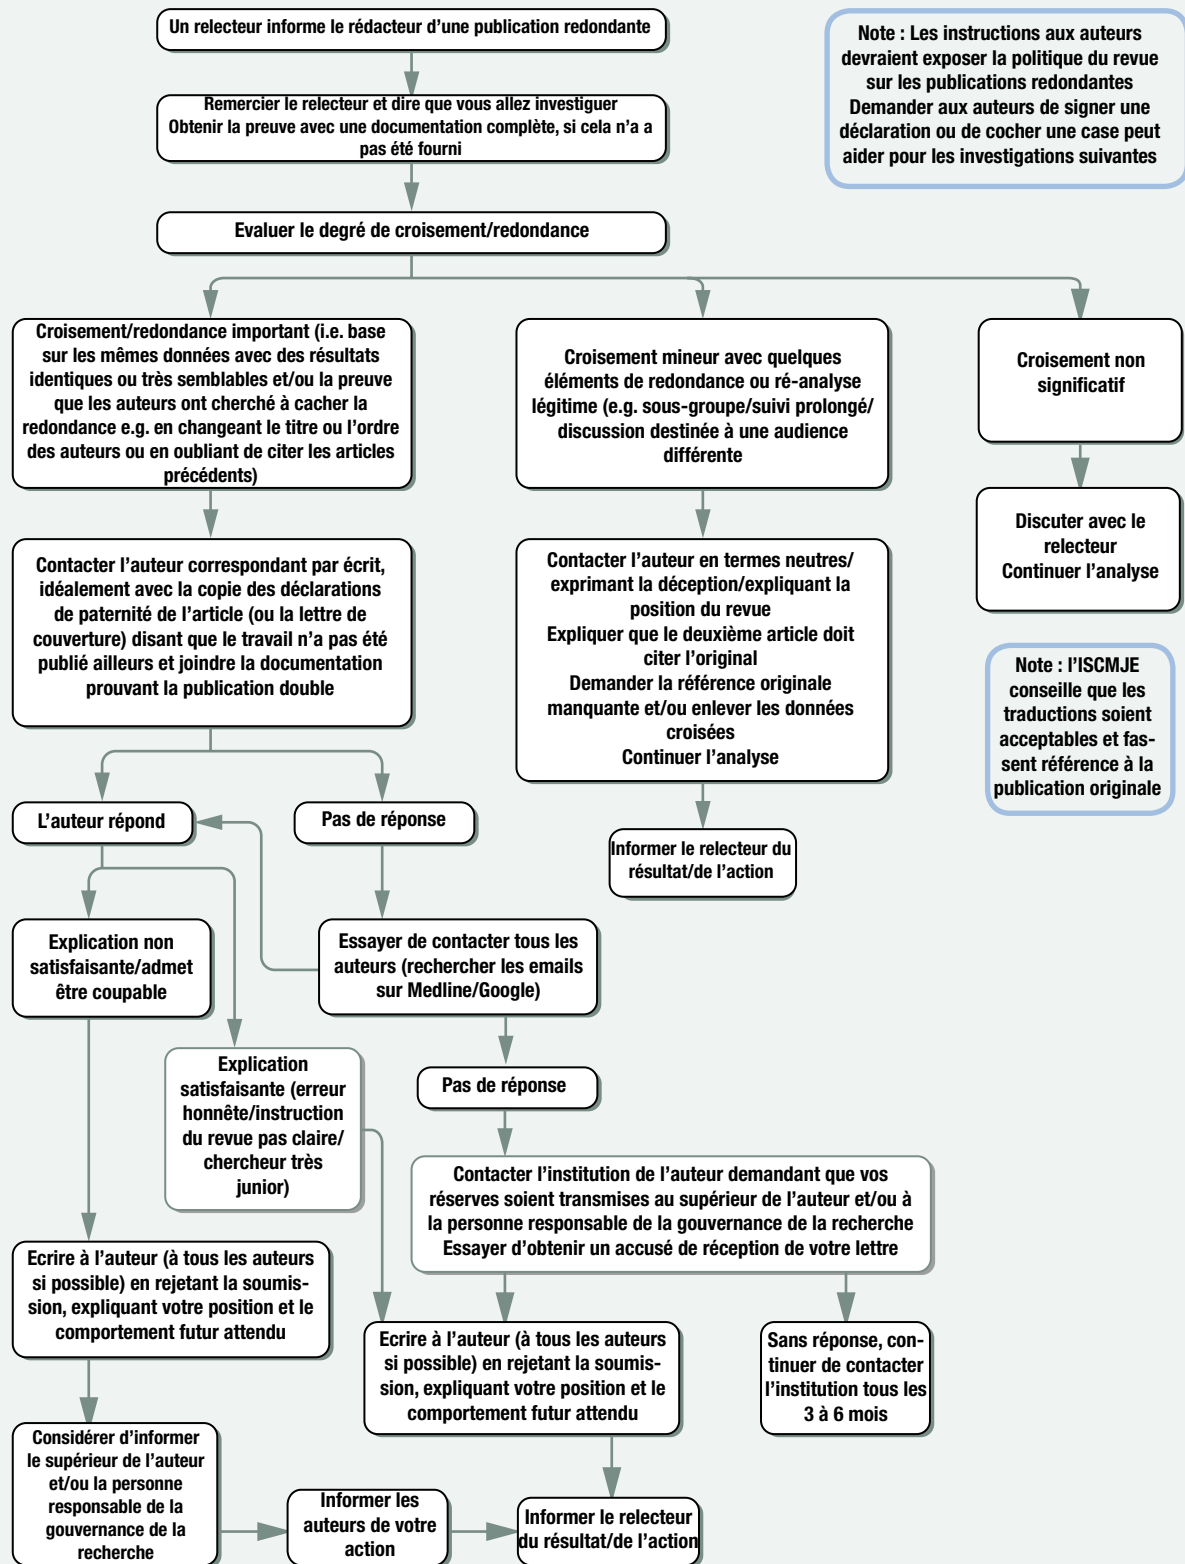 Un relecteur informe le rédacteur d’une publication redondante
Note : Les instructions aux auteurs
devraient exposer la politique du revue
sur les publications redondantes
Demander aux auteurs de signer une
déclaration ou de cocher une case peut
aider pour les investigations suivantes
Remercier le relecteur et dire que vous allez investiguer
Obtenir la preuve avec une documentation complète, si cela n’a a
pas été fourni
Evaluer le degré de croisement/redondance
Croisement/redondance important (i.e. base
sur les mêmes données avec des résultats
identiques ou très semblables et/ou la preuve
que les auteurs ont cherché à cacher la
redondance e.g. en changeant le titre ou l’ordre
des auteurs ou en oubliant de citer les articles
précédents)
Croisement mineur avec quelques
éléments de redondance ou ré-analyse
légitime (e.g. sous-groupe/suivi prolongé/
discussion destinée à une audience
différente
Croisement non
significatif
Contacter l’auteur correspondant par écrit,
idéalement avec la copie des déclarations
de paternité de l’article (ou la lettre de
couverture) disant que le travail n’a pas été
publié ailleurs et joindre la documentation
prouvant la publication double
Contacter l’auteur en termes neutres/
exprimant la déception/expliquant la
position du revue
Expliquer que le deuxième article doit
citer l’original
Demander la référence originale
manquante et/ou enlever les données
croisées
Continuer l’analyse
Discuter avec le
relecteur
Continuer l’analyse
Note : l’ISCMJE
conseille que les
traductions soient
acceptables et fas-
sent référence à la
publication originale
L’auteur répond
Pas de réponse
Informer le relecteur du
résultat/de l’action
Explication non
satisfaisante/admet
être coupable
Essayer de contacter tous les
auteurs (rechercher les emails
sur Medline/Google)
Explication
satisfaisante (erreur
honnête/instruction
du revue pas claire/
chercheur très
junior)
Pas de réponse
Contacter l’institution de l’auteur demandant que vos
réserves soient transmises au supérieur de l’auteur et/ou à
la personne responsable de la gouvernance de la recherche
Essayer d’obtenir un accusé de réception de votre lettre
Ecrire à l’auteur (à tous les auteurs
si possible) en rejetant la soumis-
sion, expliquant votre position et le
comportement futur attendu
Ecrire à l’auteur (à tous les auteurs
si possible) en rejetant la soumis-
sion, expliquant votre position et le
comportement futur attendu
Sans réponse, con-
tinuer de contacter
l’institution tous les
3 à 6 mois
Considérer d’informer
le supérieur de l’auteur
et/ou la personne
responsable de la
gouvernance de la
recherche
Informer les
auteurs de votre
action
Informer le relecteur
du résultat/de l’action